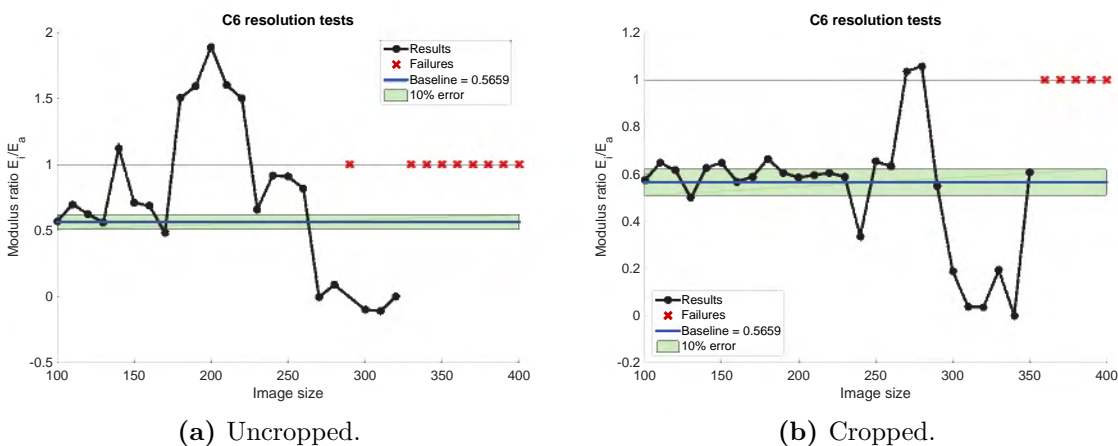 C6 resolution tests
2
1.5
1
0.5
0
-0.5
100
150
200
250
300
350
400
Modulus ratio E_i/E_a
Image size
Results
Failures
Baseline = 0.5659
10% error
(a) Uncropped.
C6 resolution tests
1.2
1
0.8
0.6
0.4
0.2
0
-0.2
100
150
200
250
300
350
400
Modulus ratio E_i/E_a
Image size
Results
Failures
Baseline = 0.5659
10% error
(b) Cropped.